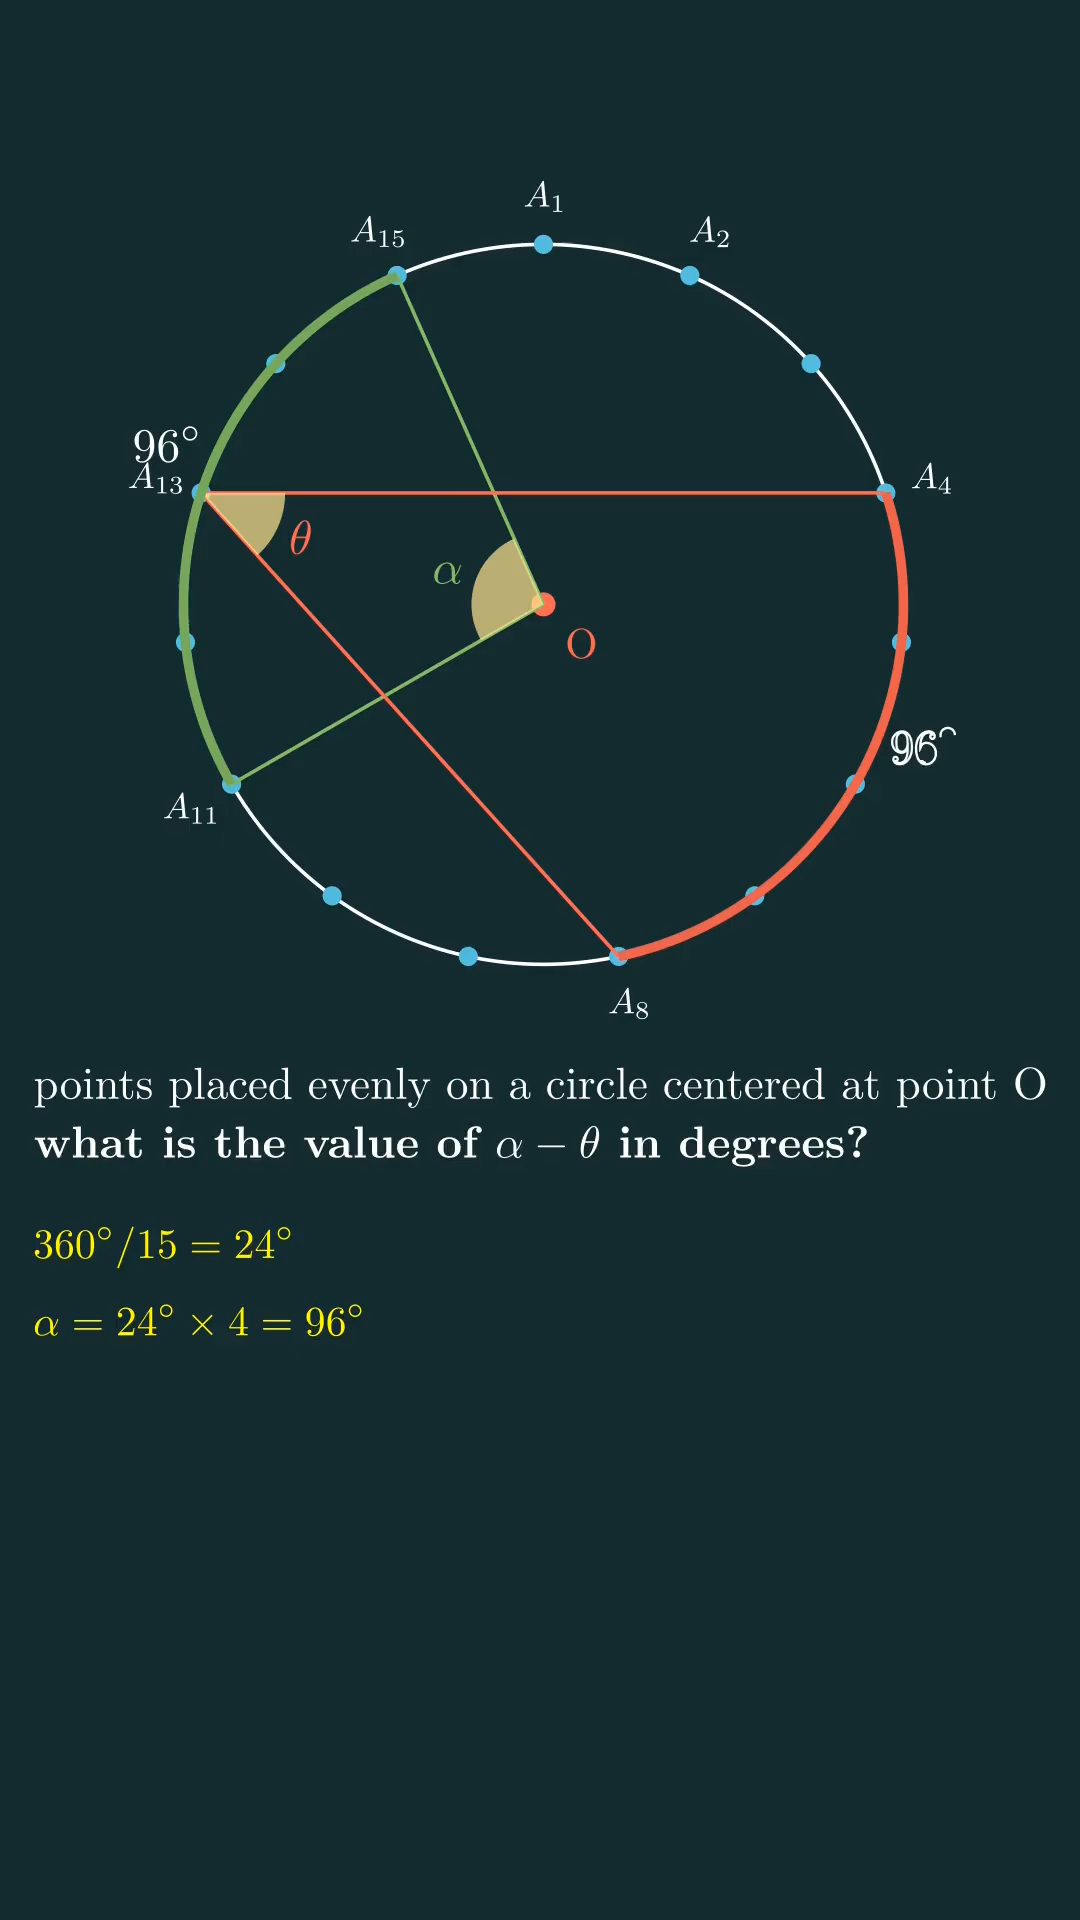 A₁
A₁₅
A₂
96°
A₁₃
A₄
θ
α
O
96°
A₁₁
A₈
points placed evenly on a circle centered at point O
what is the value of α − θ in degrees?
360°/15 = 24°
α = 24° × 4 = 96°